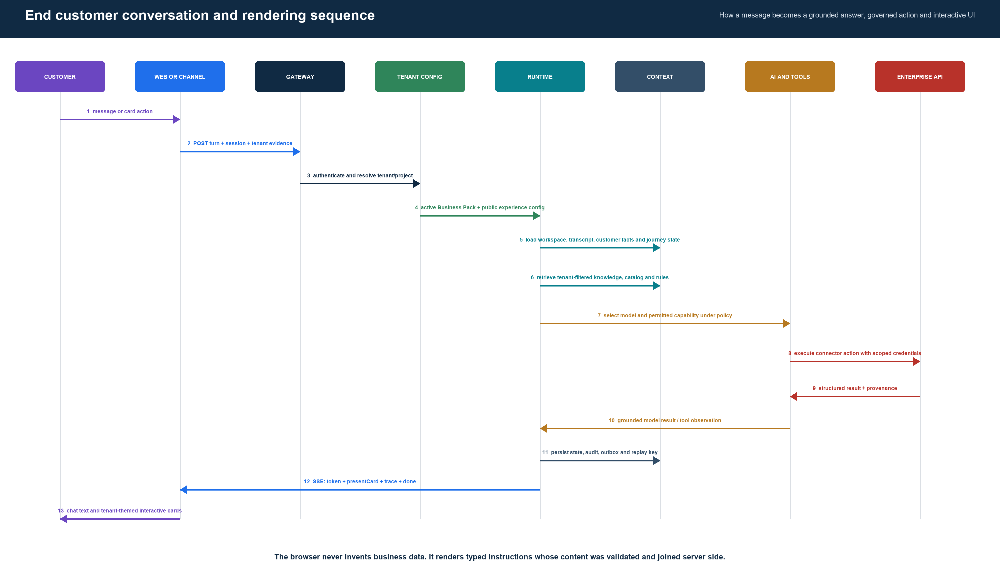 End customer conversation and rendering sequence
How a message becomes a grounded answer, governed action and interactive UI
CUSTOMER
WEB OR CHANNEL
GATEWAY
TENANT CONFIG
RUNTIME
CONTEXT
AI AND TOOLS
ENTERPRISE API
1 message or card action
2 POST turn + session + tenant evidence
3 authenticate and resolve tenant/project
4 active Business Pack + public experience config
5 load workspace, transcript, customer facts and journey state
6 retrieve tenant-filtered knowledge, catalog and rules
7 select model and permitted capability under policy
8 execute connector action with scoped credentials
9 structured result + provenance
10 grounded model result / tool observation
11 persist state, audit, outbox and replay key
12 SSE: token + presentCard + trace + done
13 chat text and tenant-themed interactive cards
The browser never invents business data. It renders typed instructions whose content was validated and joined server side.